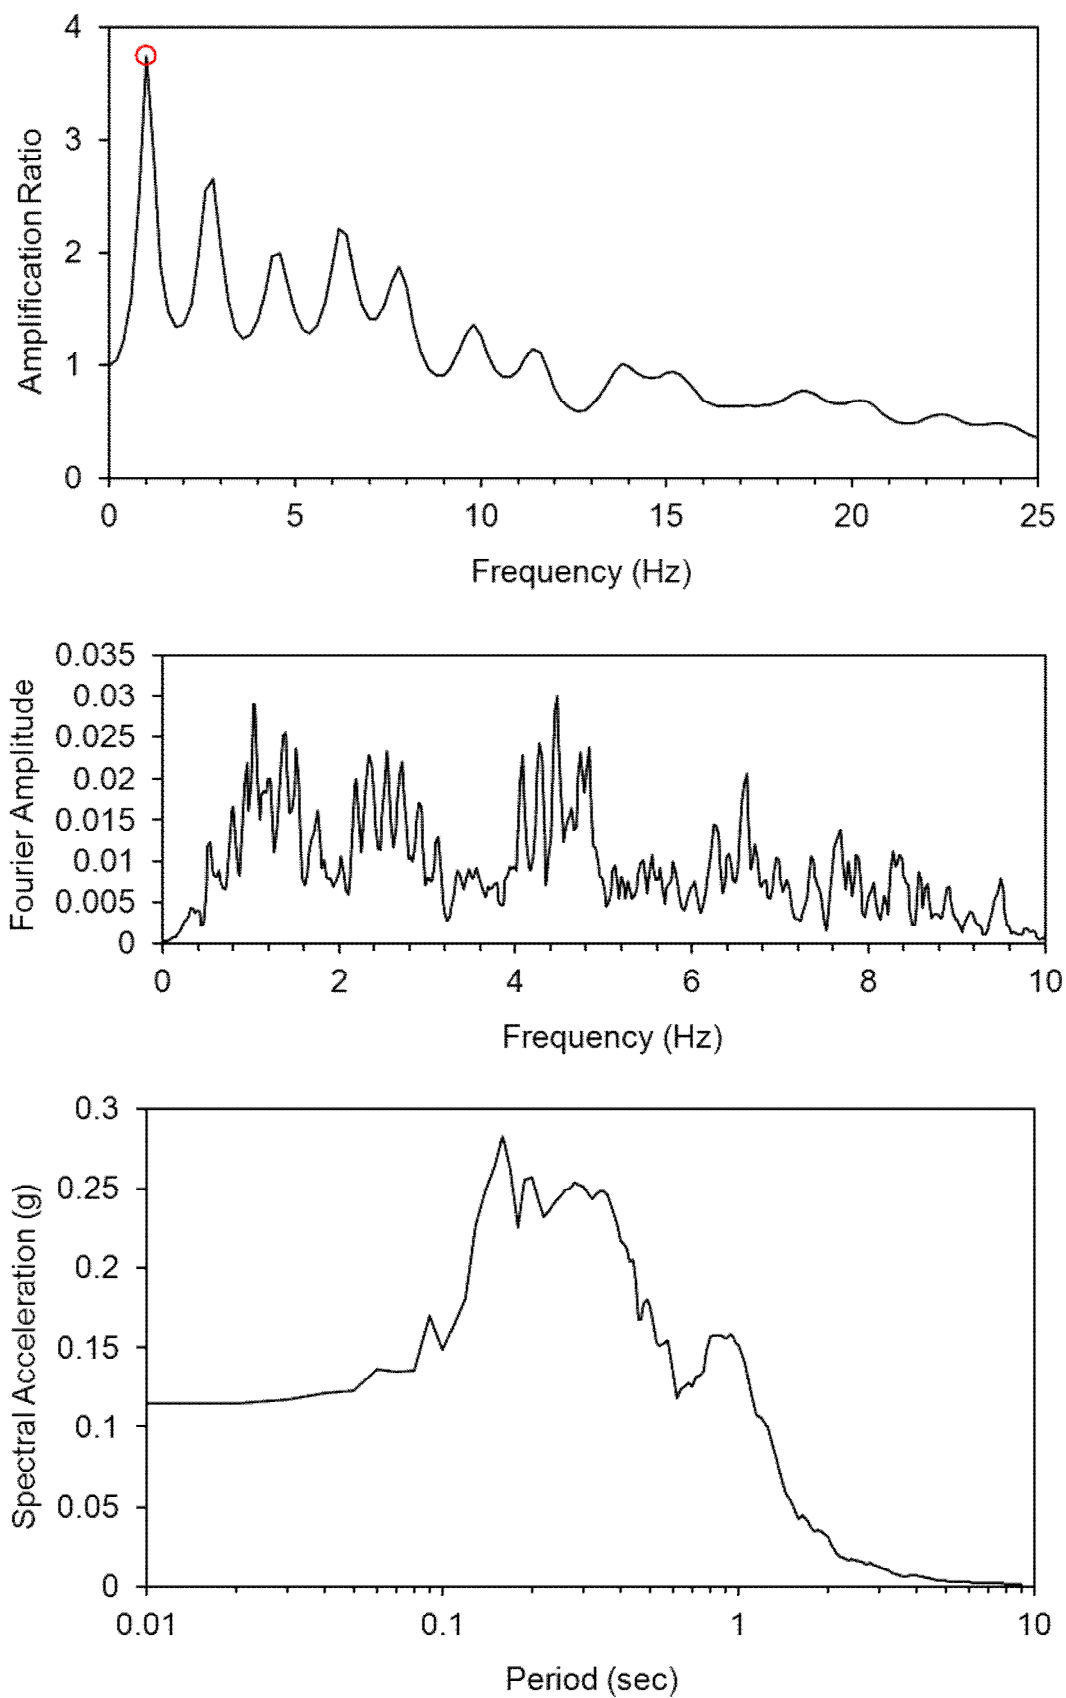 4
3
2
1
0
Amplification Ratio
0 5 10 15 20 25
Frequency (Hz)
0.035
0.03
0.025
0.02
0.015
0.01
0.005
0
Fourier Amplitude
0 2 4 6 8 10
Frequency (Hz)
0.3
0.25
0.2
0.15
0.1
0.05
0
Spectral Acceleration (g)
0.01 0.1 1 10
Period (sec)